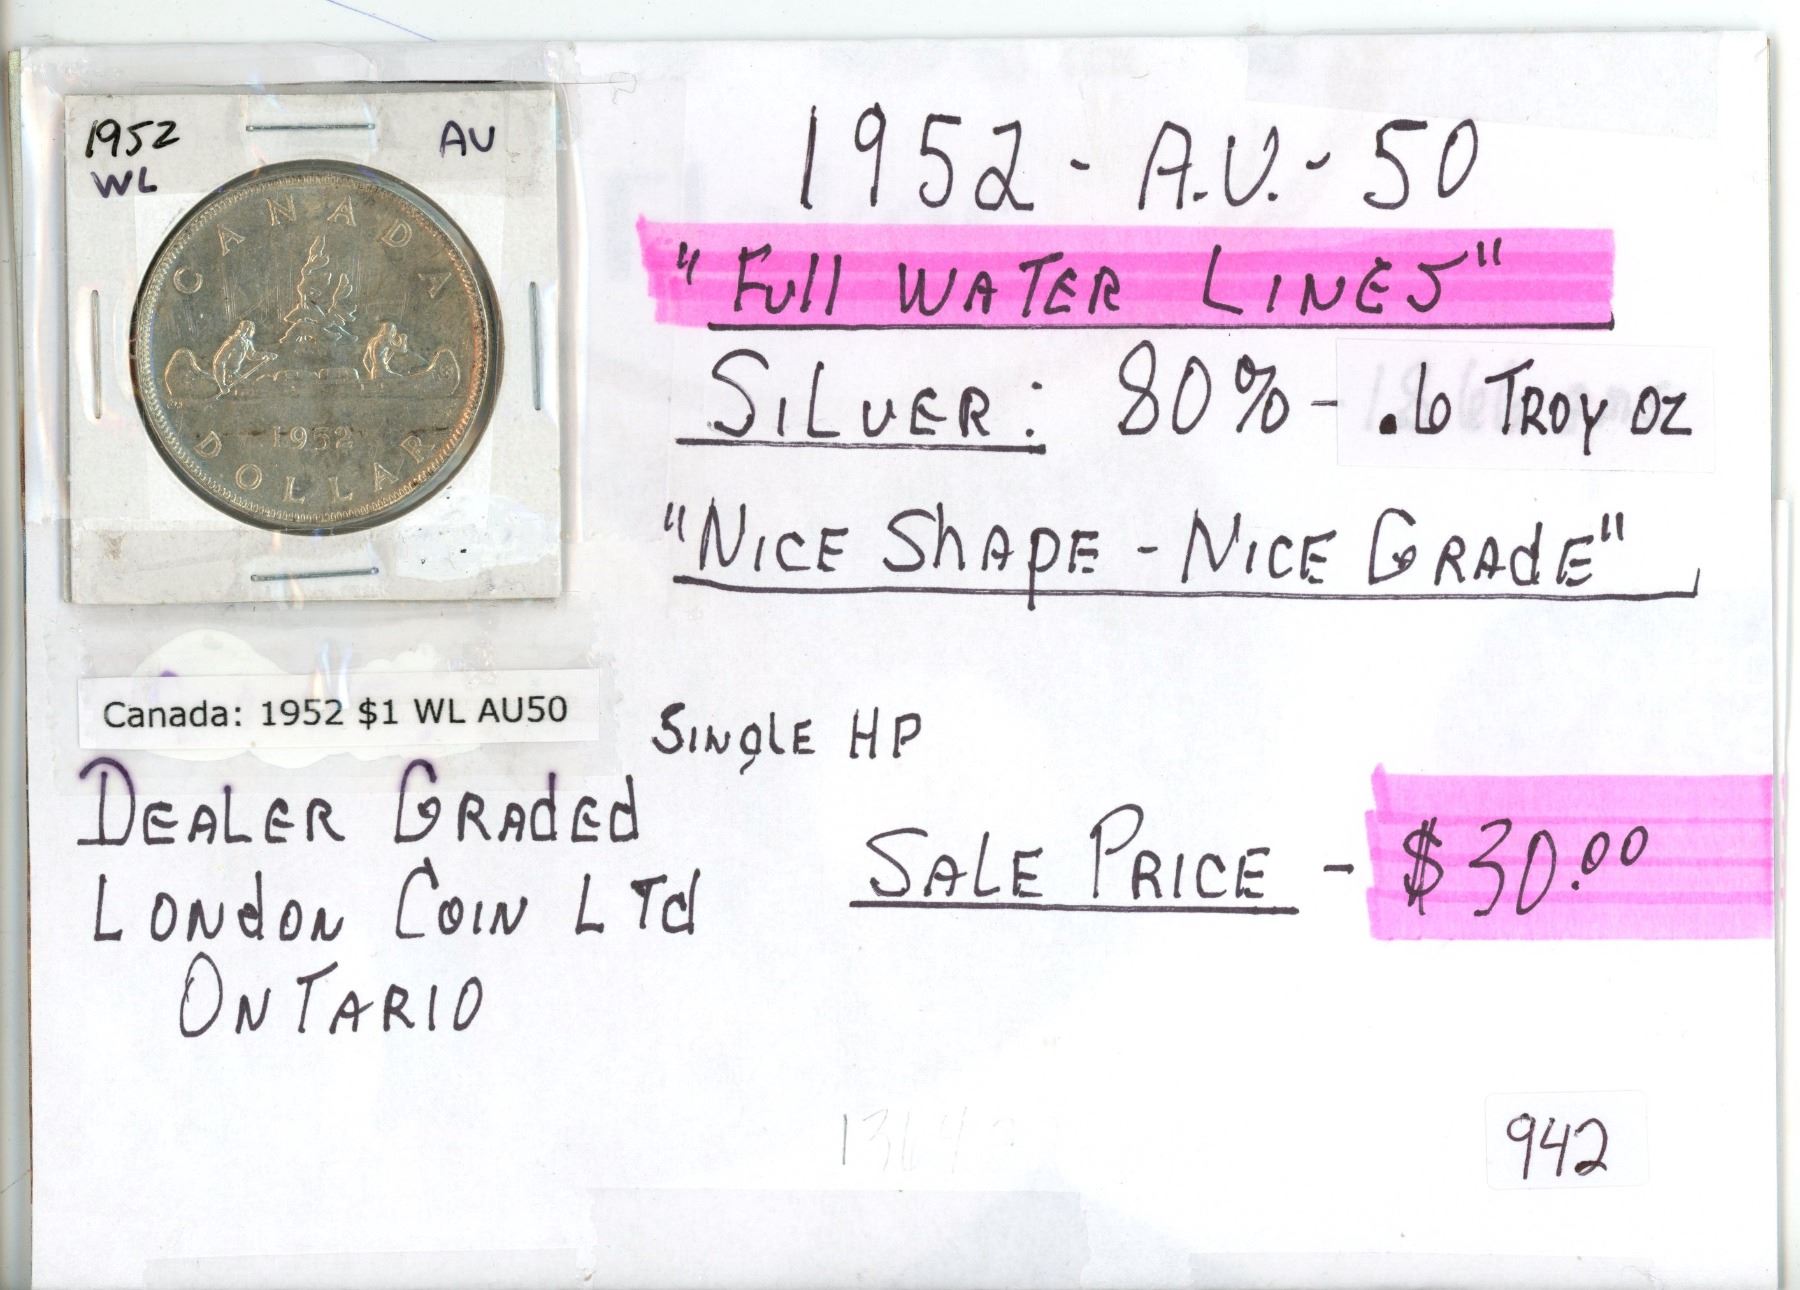 1952 AU
WL
CANADA
1952
DOLLAR
1952 - A.U. - 50
"Full WATER LINES"
SILVER: 80% - .6 TROY OZ
"NICE ShAPE - NICE GRAdE"
Canada: 1952 $1 WL AU50
SINgLE HP
DEALER GRAdEd
LONdON COIN LTd
ONTARIO
SALE PRICE - $30.00
942